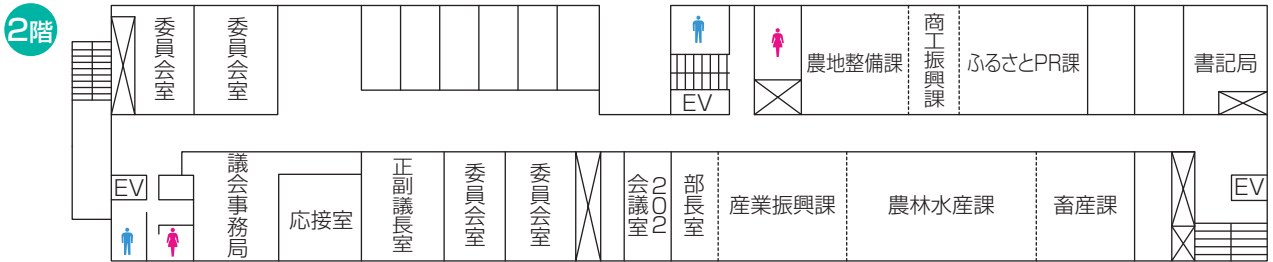 2階
委員会室
委員会室
EV
農地整備課
商工振興課
ふるさとPR課
書記局
EV
議会事務局
応接室
正副議長室
委員会室
委員会室
202
会議室
部長室
産業振興課
農林水産課
畜産課
EV